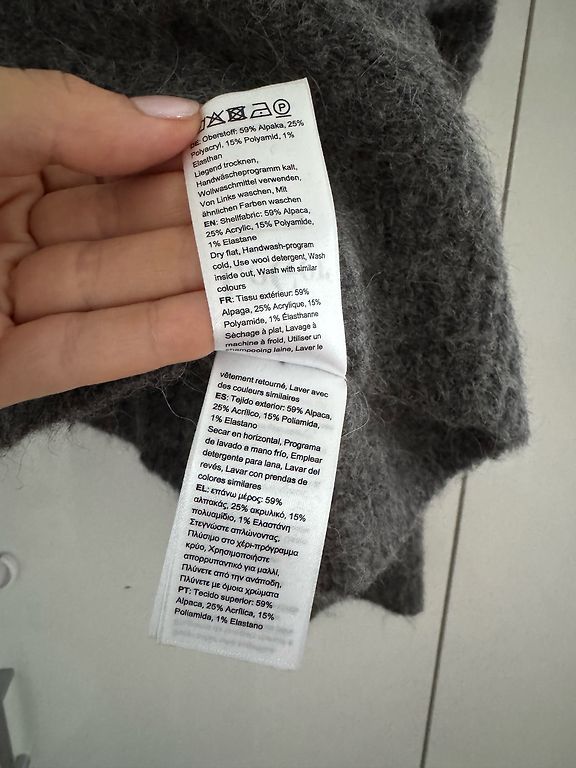 DE: Oberstoff: 59% Alpaka, 25%
Polyacryl, 15% Polyamid, 1%
Elasthan
Liegend trocknen,
Handwäscheprogramm kalt,
Wollwaschmittel verwenden,
Von Links waschen, Mit
ähnlichen Farben waschen
EN: Shellfabric: 59% Alpaca,
25% Acrylic, 15% Polyamide,
1% Elastane
Dry flat, Handwash-program
cold, Use wool detergent, Wash
inside out, Wash with similar
colours
FR: Tissu extérieur: 59%
Alpaga, 25% Acrylique, 15%
Polyamide, 1% Élasthanne
Séchage à plat, Lavage à
machine à froid, Utiliser un
shampooing laine, Laver le
vêtement retourné, Laver avec
des couleurs similaires
ES: Tejido exterior: 59% Alpaca,
25% Acrílico, 15% Poliamida,
1% Elastano
Secar en horizontal, Programa
de lavado a mano frío, Emplear
detergente para lana, Lavar del
revés, Lavar con prendas de
colores similares
EL: επάνω μέρος: 59%
αλπακάς, 25% ακρυλικό, 15%
πολυαμίδιο, 1% Ελαστάνη
Στεγνώστε απλώνοντας,
Πλύσιμο στο χέρι-πρόγραμμα
κρύο, Χρησιμοποιήστε
απορρυπαντικό για μαλλί,
Πλύνετε από την ανάποδη,
Πλύνετε με όμοια χρώματα
PT: Tecido superior: 59%
Alpaca, 25% Acrílica, 15%
Poliamida, 1% Elastano